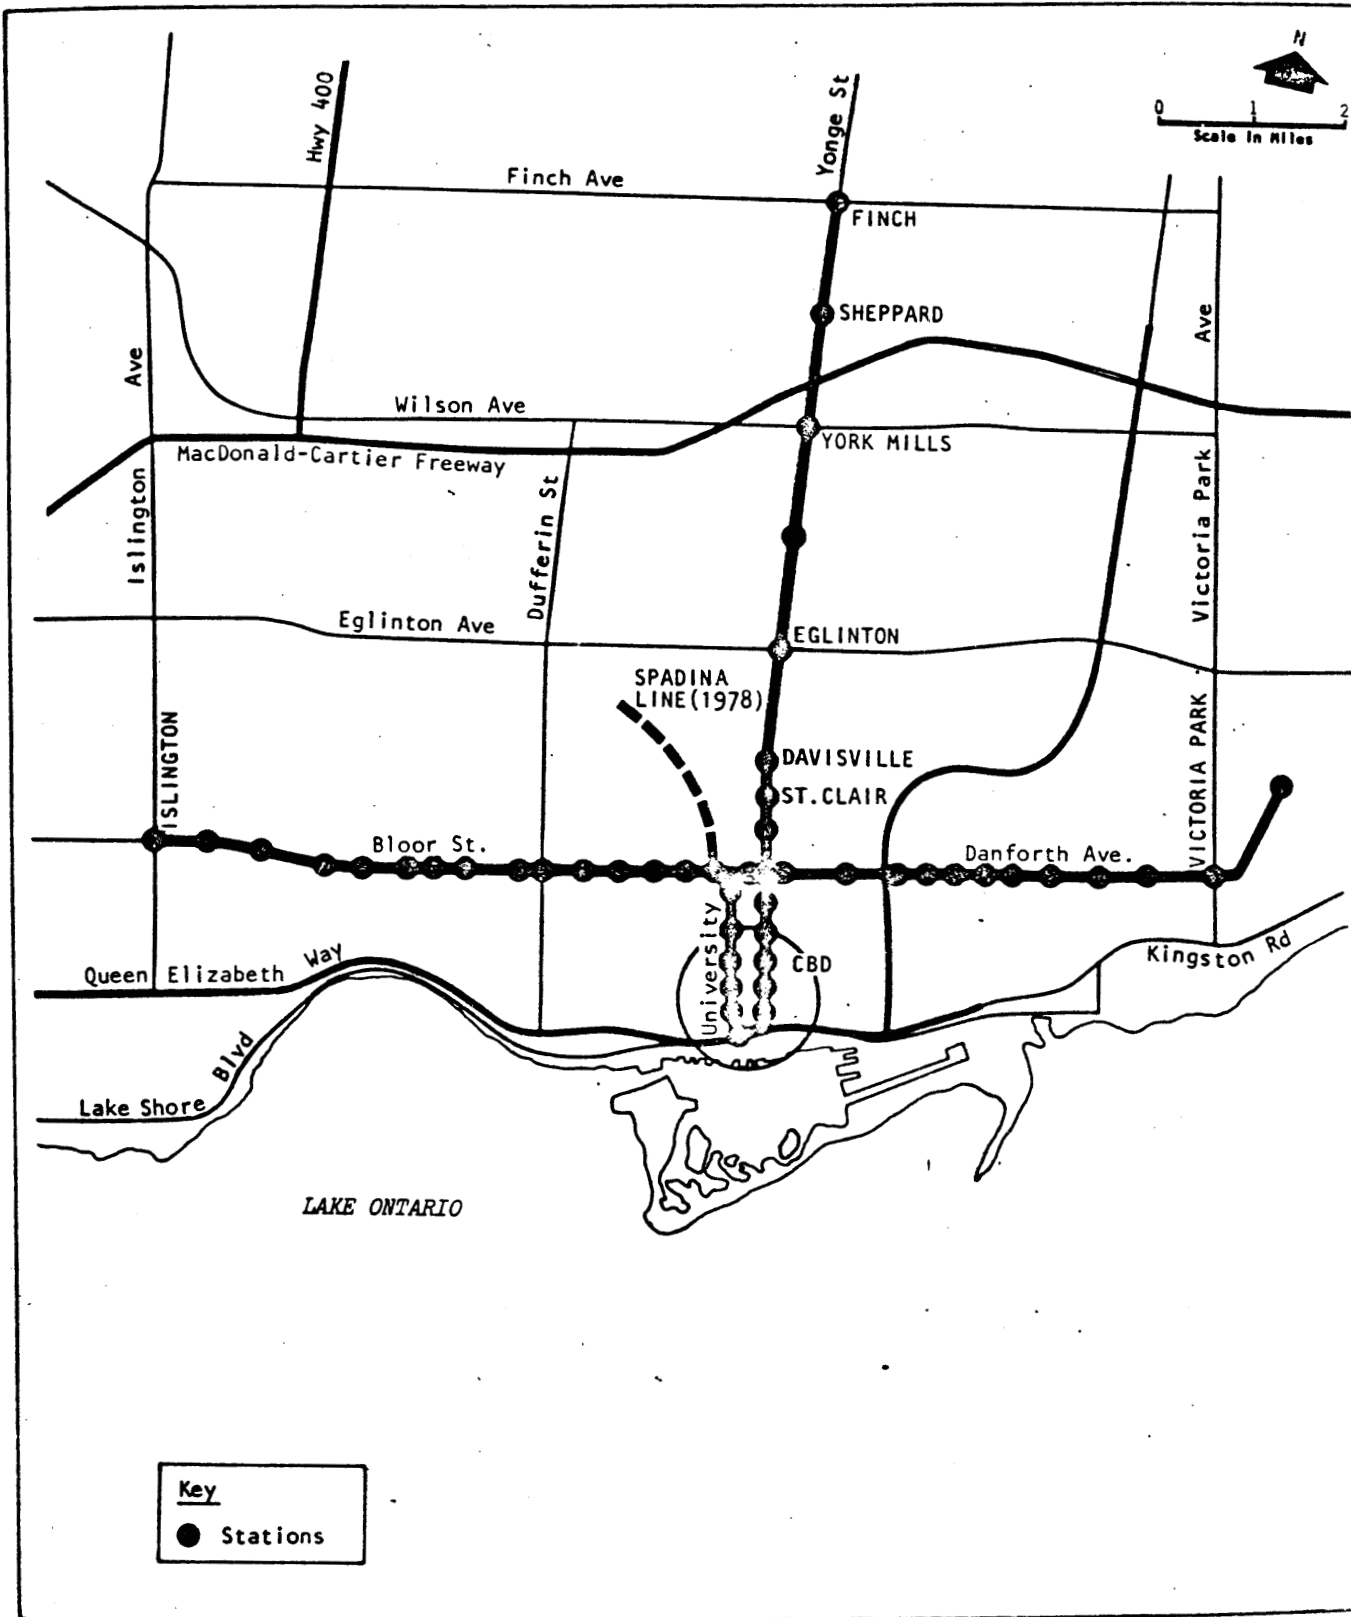 N
0 1 2
Scale in Miles
Hwy 400
Yonge St
Finch Ave
FINCH
SHEPPARD
Ave
Ave
Wilson Ave
YORK MILLS
MacDonald-Cartier Freeway
Islington
Dufferin St
Victoria Park
Eglinton Ave
EGLINTON
SPADINA
LINE(1978)
ISLINGTON
DAVISVILLE
ST.CLAIR
VICTORIA PARK
Bloor St.
Danforth Ave.
University
CBD
Queen Elizabeth Way
Kingston Rd
Lake Shore Blvd
LAKE ONTARIO
Key
Stations